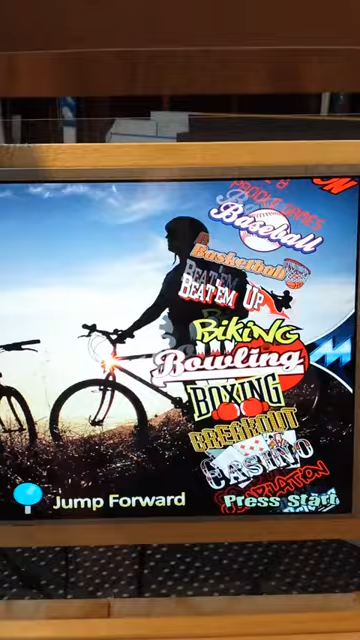 Baseball
Basketball
BEAT'EM UP
BIKING
Bowling
BOXING
BREAKOUT
CASINO
Jump Forward
Press Start